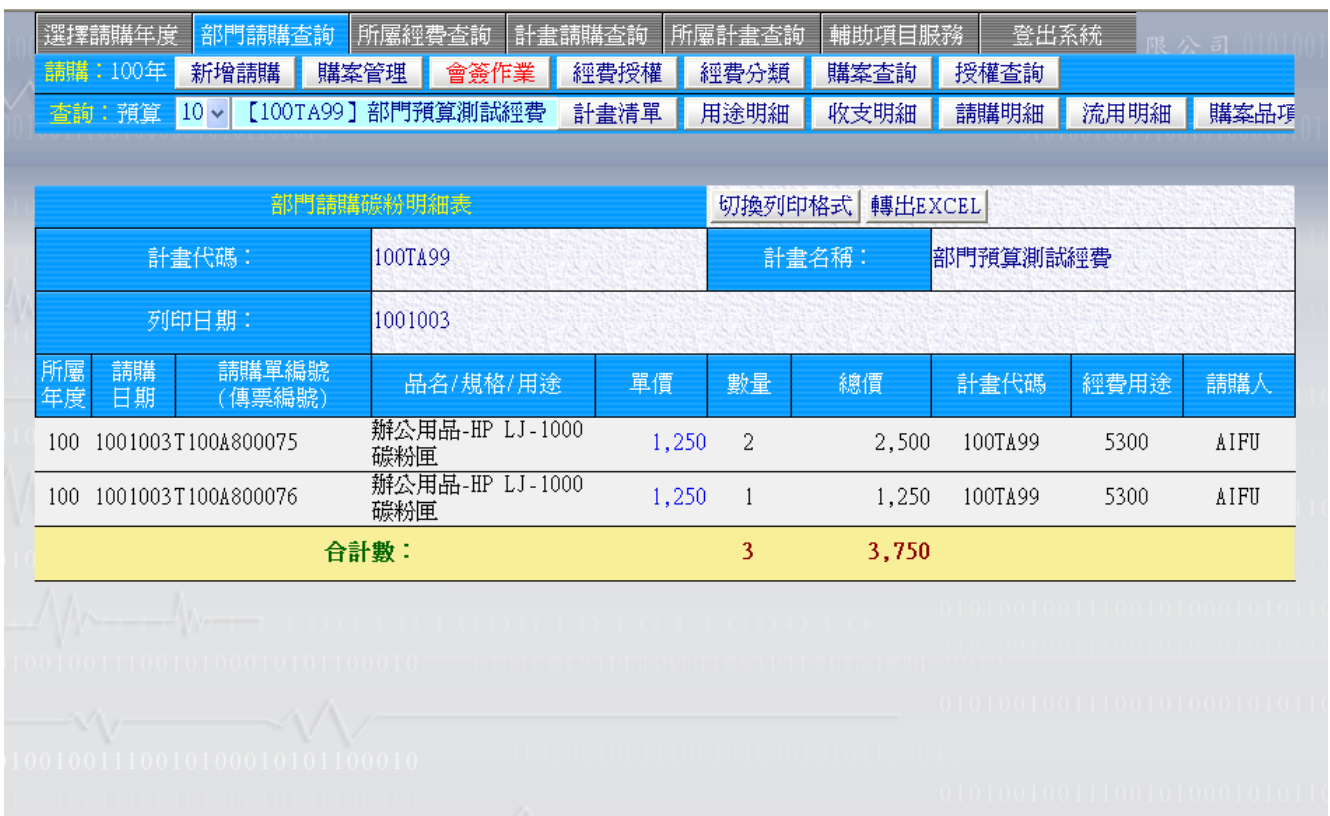 選擇請購年度 部門請購查詢 所屬經費查詢 計畫請購查詢 所屬計畫查詢 輔助項目服務 登出系統 限公司
請購：100年 新增請購 購案管理 會簽作業 經費授權 經費分類 購案查詢 授權查詢
查詢：預算 10 【100TA99】部門預算測試經費 計畫清單 用途明細 收支明細 請購明細 流用明細 購案品項
部門請購碳粉明細表 切換列印格式 轉出EXCEL
計畫代碼： 100TA99 計畫名稱： 部門預算測試經費
列印日期： 1001003
所屬年度 請購日期 請購單編號(傳票編號) 品名/規格/用途 單價 數量 總價 計畫代碼 經費用途 請購人
100 1001003 T100A800075 辦公用品-HP LJ-1000 碳粉匣 1,250 2 2,500 100TA99 5300 AIFU
100 1001003 T100A800076 辦公用品-HP LJ-1000 碳粉匣 1,250 1 1,250 100TA99 5300 AIFU
合計數： 3 3,750